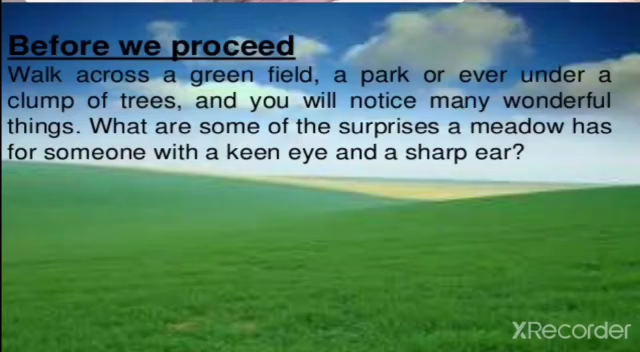 Before we proceed
Walk across a green field, a park or ever under a
clump of trees, and you will notice many wonderful
things. What are some of the surprises a meadow has
for someone with a keen eye and a sharp ear?
XRecorder